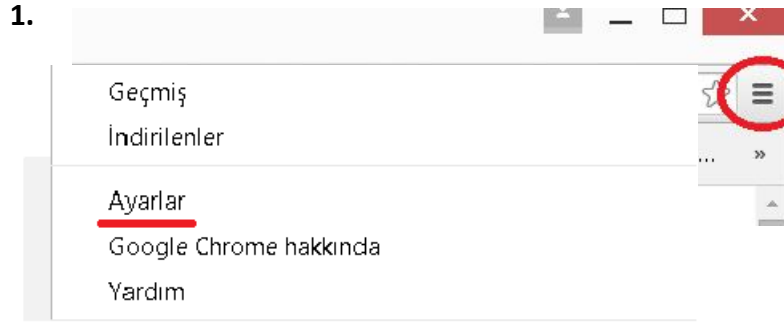 1.
Geçmiş
İndirilenler
Ayarlar
Google Chrome hakkında
Yardım